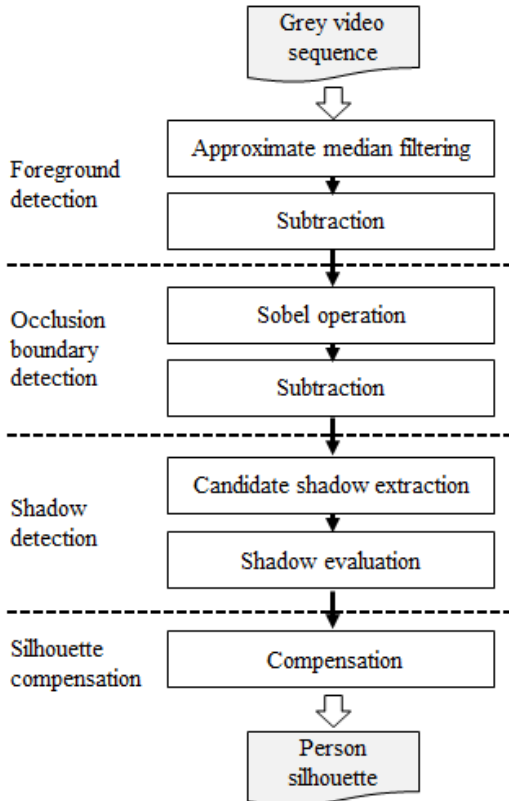 Grey video
sequence
Foreground
detection
Approximate median filtering
Subtraction
Occlusion
boundary
detection
Sobel operation
Subtraction
Shadow
detection
Candidate shadow extraction
Shadow evaluation
Silhouette
compensation
Compensation
Person
silhouette